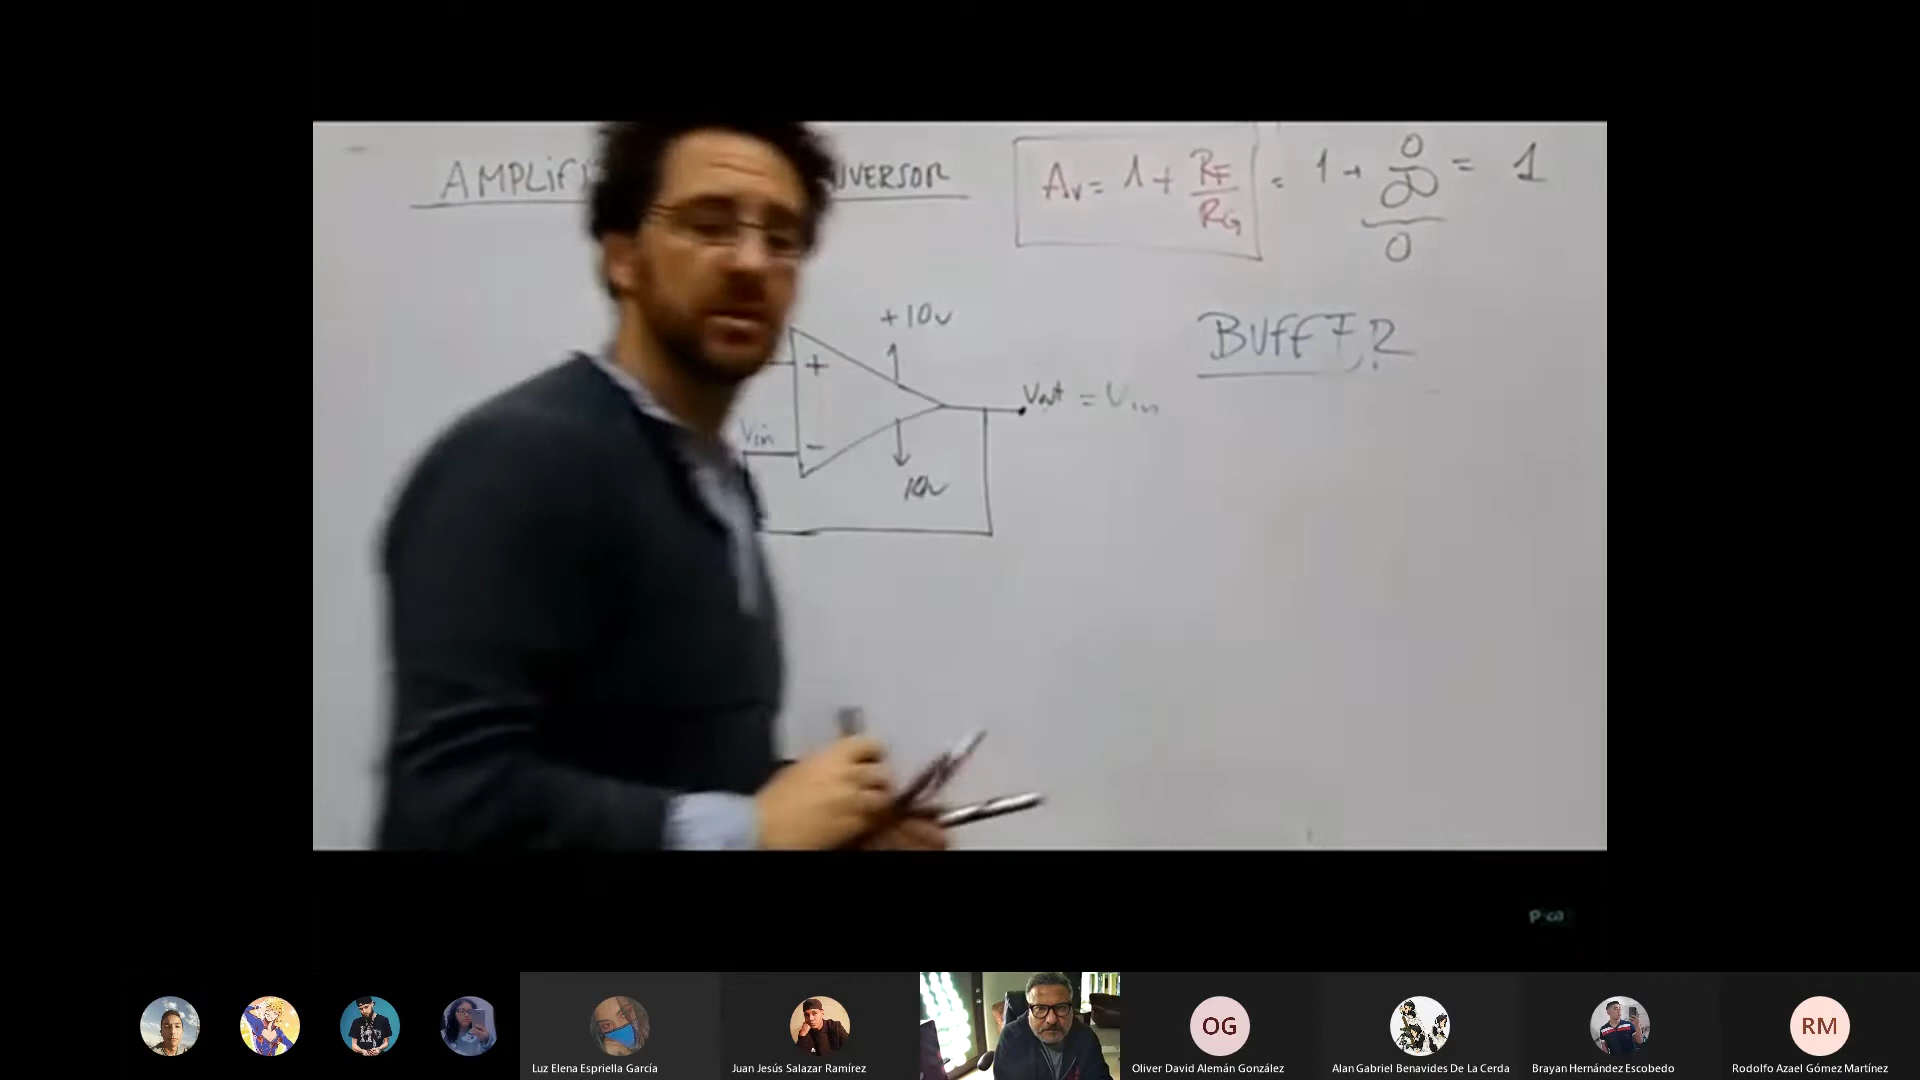 AMPLIFI VERSOR
Av = 1 + RF/RG = 1 + 0/∞ = 1
0
BUFFER
+10v
+
Vout = Vin
Vin
-
10v
OG
RM
Luz Elena Espriella García
Juan Jesús Salazar Ramírez
Oliver David Alemán González
Alan Gabriel Benavides De La Cerda
Brayan Hernández Escobedo
Rodolfo Azael Gómez Martínez